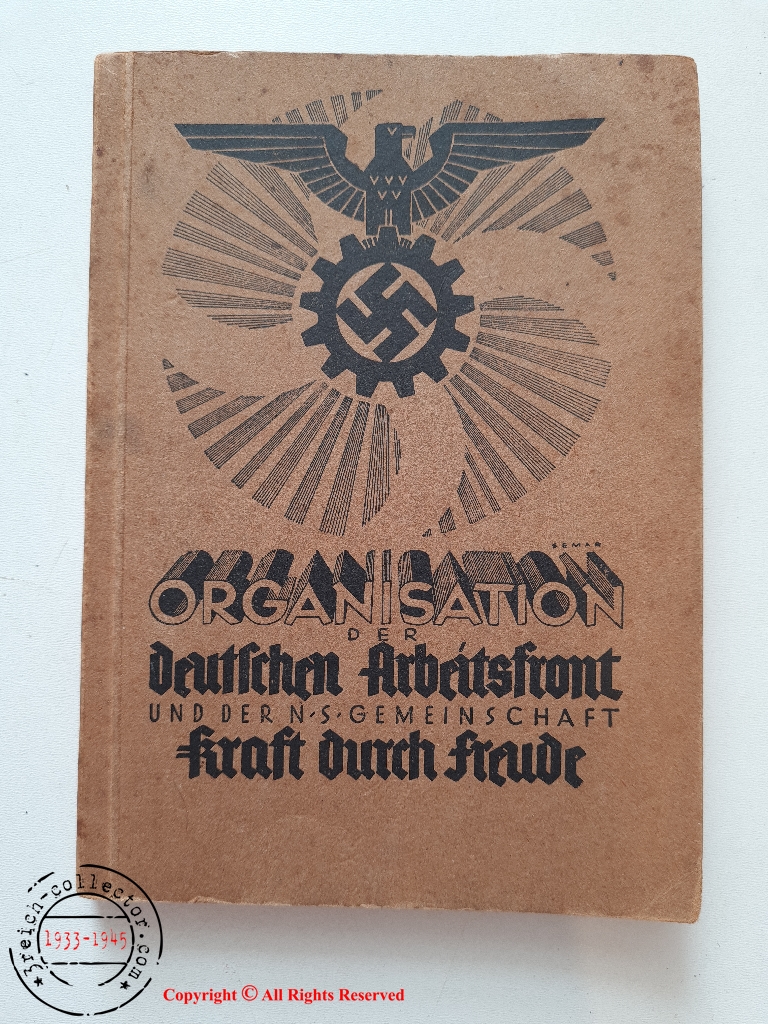 SEMAR
ORGANISATION
DER
Deutschen Arbeitsfront
UND DER N·S·GEMEINSCHAFT
Kraft durch Freude
3reich-collector.com
1933-1945
Copyright © All Rights Reserved